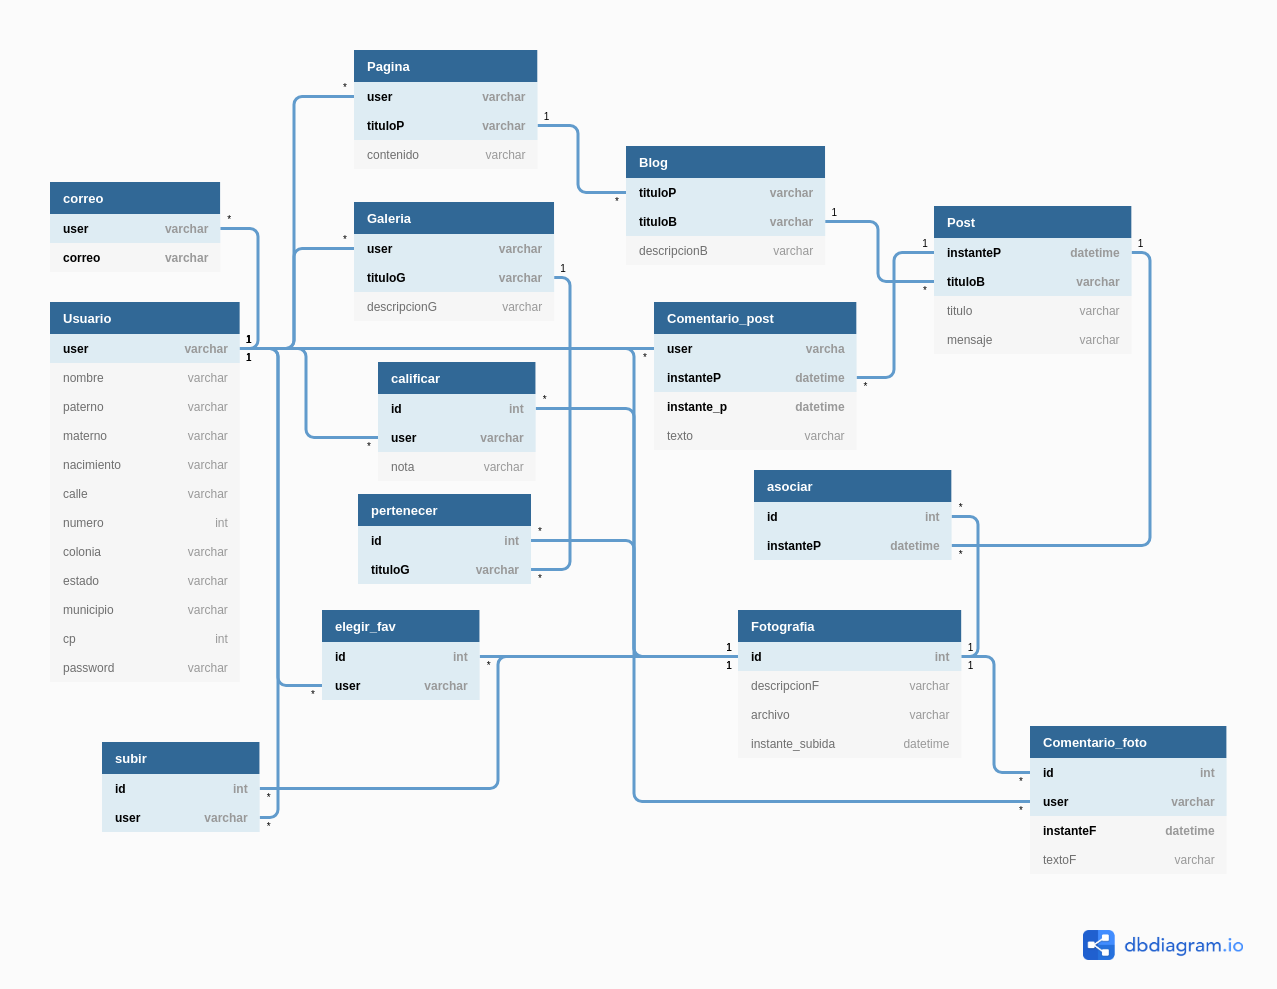 Pagina
user varchar
tituloP varchar
contenido varchar
* 1
Blog
tituloP varchar
tituloB varchar
descripcionB varchar
* 1
correo
user varchar
correo varchar
*
Galeria
user varchar
tituloG varchar
descripcionG varchar
* 1
Post
instanteP datetime
tituloB varchar
titulo varchar
mensaje varchar
1 1
*
Usuario
user varchar
nombre varchar
paterno varchar
materno varchar
nacimiento varchar
calle varchar
numero int
colonia varchar
estado varchar
municipio varchar
cp int
password varchar
1
1
Comentario_post
user varcha
instanteP datetime
instante_p datetime
texto varchar
*
*
calificar
id int
user varchar
nota varchar
*
*
asociar
id int
instanteP datetime
*
*
pertenecer
id int
tituloG varchar
*
*
elegir_fav
id int
user varchar
*
*
Fotografia
id int
descripcionF varchar
archivo varchar
instante_subida datetime
1 1
1 1
subir
id int
user varchar
*
*
Comentario_foto
id int
user varchar
instanteF datetime
textoF varchar
*
*
dbdiagram.io